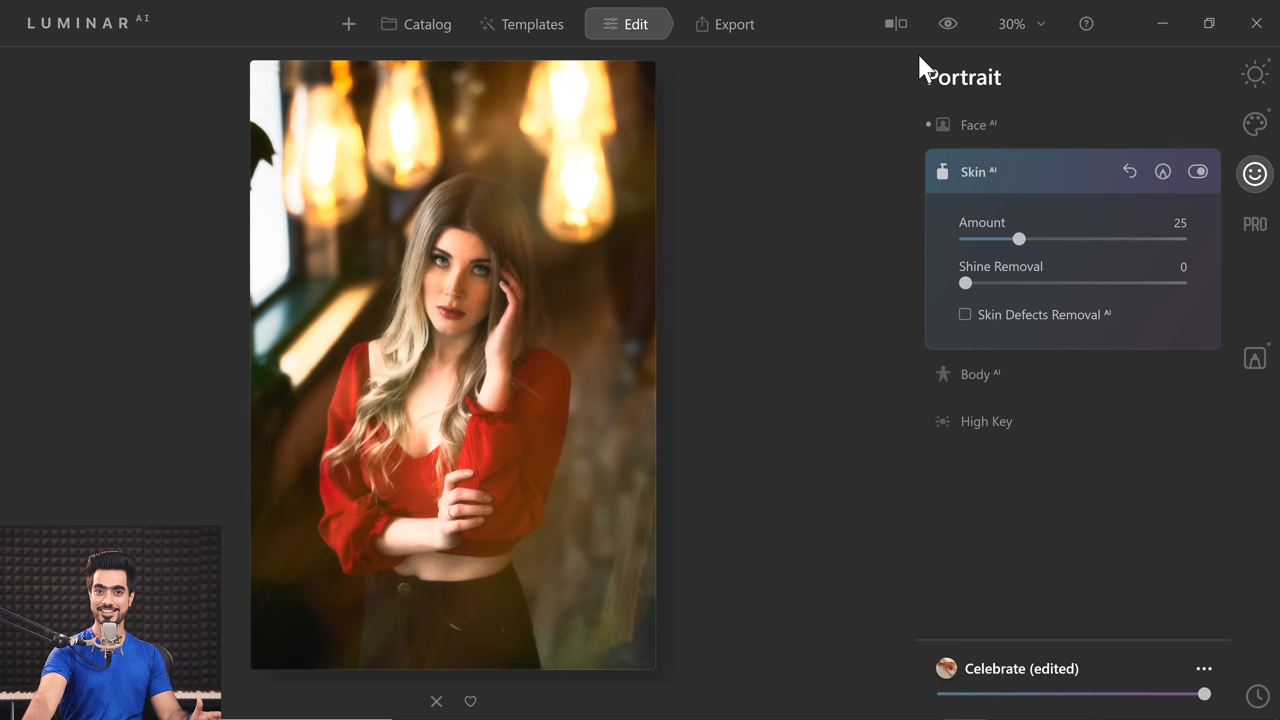 LUMINAR AI
Catalog
Templates
Edit
Export
30%
Portrait
Face AI
Skin AI
Amount 25
Shine Removal 0
Skin Defects Removal AI
Body AI
High Key
PRO
Celebrate (edited)